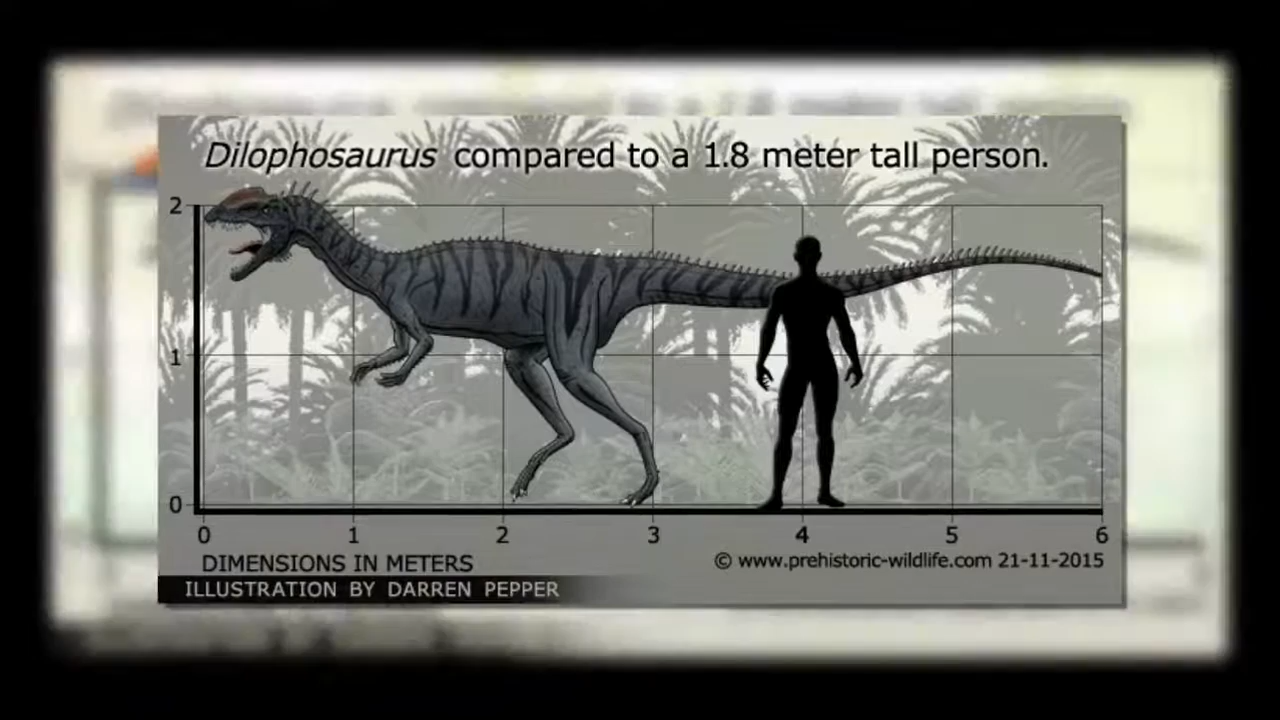 Dilophosaurus compared to a 1.8 meter tall person.
2
1
0
0 1 2 3 4 5 6
DIMENSIONS IN METERS
© www.prehistoric-wildlife.com 21-11-2015
ILLUSTRATION BY DARREN PEPPER